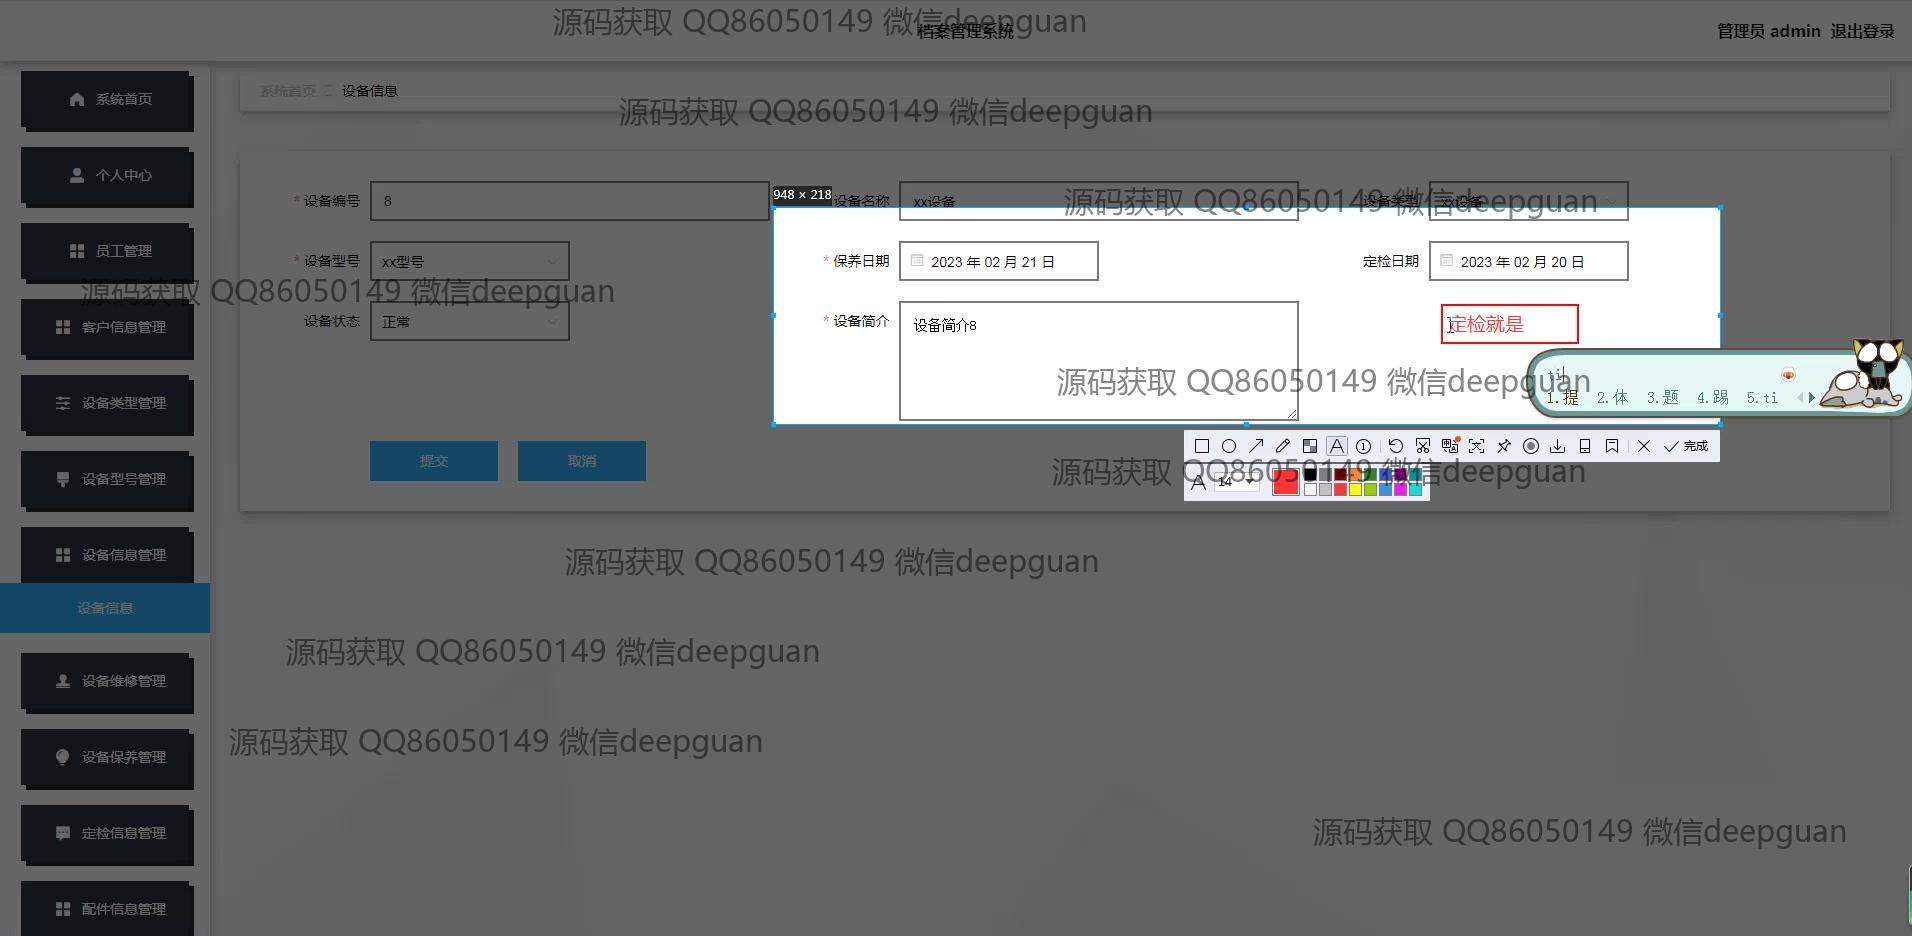 源码获取 QQ86050149 微信deepguan
档案管理系统
管理员 admin 退出登录
系统首页
系统首页 设备信息
源码获取 QQ86050149 微信deepguan
个人中心
* 设备编号 8
948 × 218
设备名称 xx设备
设备类型 xx设备
源码获取 QQ86050149 微信deepguan
员工管理
* 设备型号 xx型号
* 保养日期 2023 年 02 月 21 日
定检日期 2023 年 02 月 20 日
源码获取 QQ86050149 微信deepguan
客户信息管理
设备状态 正常
* 设备简介 设备简介8
定检就是
ti
1.提 2.体 3.题 4.踢 5.ti
源码获取 QQ86050149 微信deepguan
设备类型管理
提交 取消
完成
源码获取 QQ86050149 微信deepguan
A 14
设备型号管理
设备信息管理
源码获取 QQ86050149 微信deepguan
设备信息
源码获取 QQ86050149 微信deepguan
设备维修管理
源码获取 QQ86050149 微信deepguan
设备保养管理
定检信息管理
源码获取 QQ86050149 微信deepguan
配件信息管理